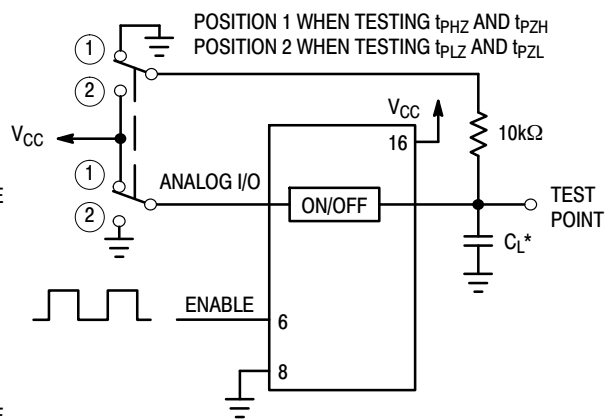 POSITION 1 WHEN TESTING tPHZ AND tPZH
POSITION 2 WHEN TESTING tPLZ AND tPZL
1
2
VCC
VCC
16
10kΩ
1
ANALOG I/O
ON/OFF
TEST
POINT
E
2
CL*
ENABLE
6
8
E